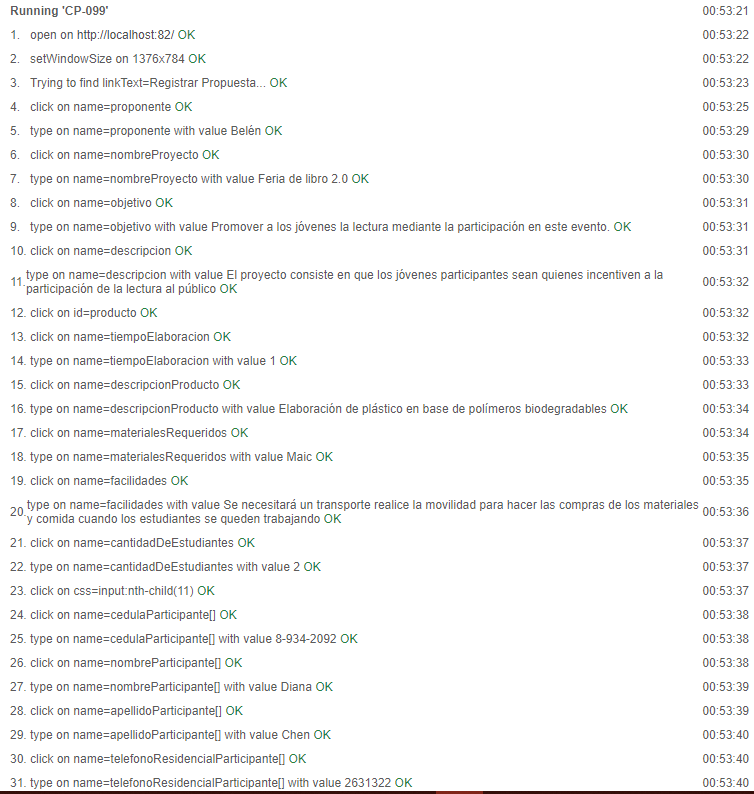 Running 'CP-099' 00:53:21
1. open on http://localhost:82/ OK 00:53:22
2. setWindowSize on 1376x784 OK 00:53:22
3. Trying to find linkText=Registrar Propuesta... OK 00:53:23
4. click on name=proponente OK 00:53:25
5. type on name=proponente with value Belén OK 00:53:29
6. click on name=nombreProyecto OK 00:53:30
7. type on name=nombreProyecto with value Feria de libro 2.0 OK 00:53:30
8. click on name=objetivo OK 00:53:31
9. type on name=objetivo with value Promover a los jóvenes la lectura mediante la participación en este evento. OK 00:53:31
10. click on name=descripcion OK 00:53:31
11. type on name=descripcion with value El proyecto consiste en que los jóvenes participantes sean quienes incentiven a la
participación de la lectura al público OK 00:53:32
12. click on id=producto OK 00:53:32
13. click on name=tiempoElaboracion OK 00:53:32
14. type on name=tiempoElaboracion with value 1 OK 00:53:33
15. click on name=descripcionProducto OK 00:53:33
16. type on name=descripcionProducto with value Elaboración de plástico en base de polímeros biodegradables OK 00:53:34
17. click on name=materialesRequeridos OK 00:53:34
18. type on name=materialesRequeridos with value Maic OK 00:53:35
19. click on name=facilidades OK 00:53:35
20. type on name=facilidades with value Se necesitará un transporte realice la movilidad para hacer las compras de los materiales
y comida cuando los estudiantes se queden trabajando OK 00:53:36
21. click on name=cantidadDeEstudiantes OK 00:53:37
22. type on name=cantidadDeEstudiantes with value 2 OK 00:53:37
23. click on css=input:nth-child(11) OK 00:53:37
24. click on name=cedulaParticipante[] OK 00:53:38
25. type on name=cedulaParticipante[] with value 8-934-2092 OK 00:53:38
26. click on name=nombreParticipante[] OK 00:53:38
27. type on name=nombreParticipante[] with value Diana OK 00:53:39
28. click on name=apellidoParticipante[] OK 00:53:39
29. type on name=apellidoParticipante[] with value Chen OK 00:53:40
30. click on name=telefonoResidencialParticipante[] OK 00:53:40
31. type on name=telefonoResidencialParticipante[] with value 2631322 OK 00:53:40